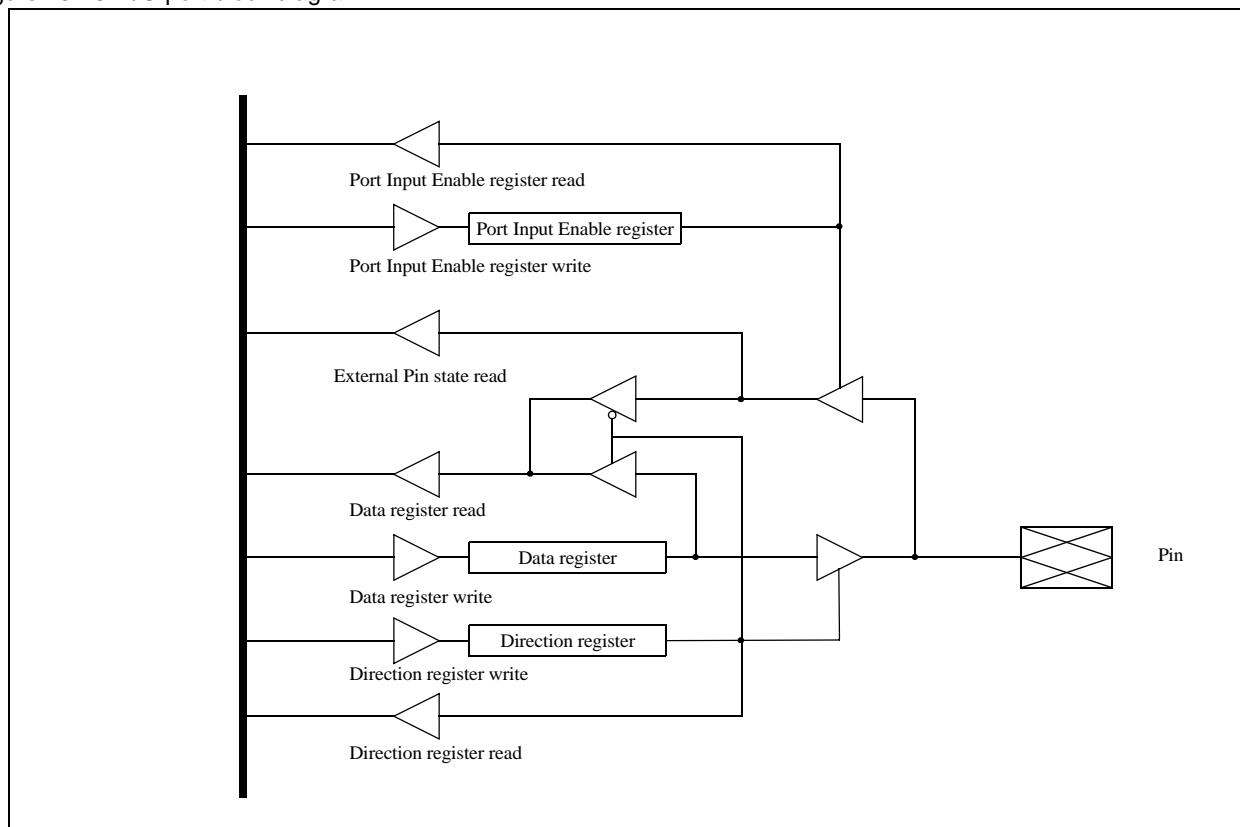 Port Input Enable register read
Port Input Enable register
Port Input Enable register write
External Pin state read
Data register read
Data register
Pin
Data register write
Direction register
Direction register write
Direction register read